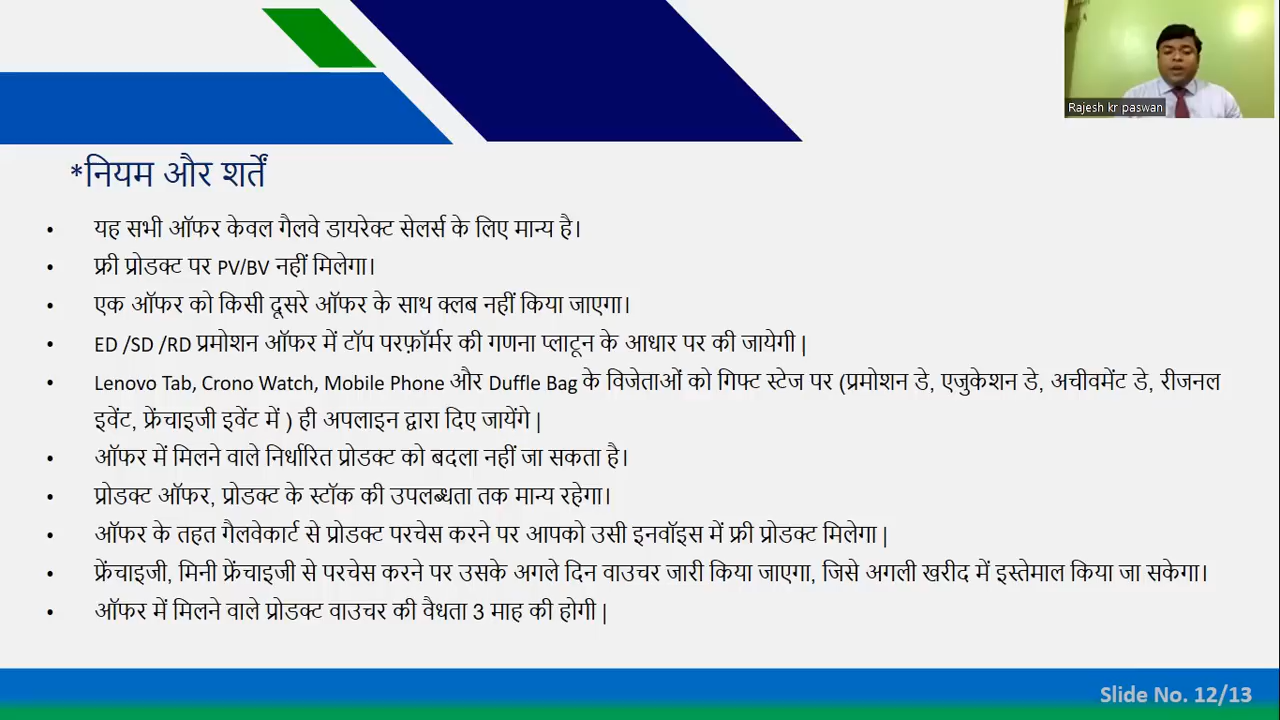 Rajesh kr paswan
*नियम और शर्तें
• यह सभी ऑफर केवल गैलवे डायरेक्ट सेलर्स के लिए मान्य है।
• फ्री प्रोडक्ट पर PV/BV नहीं मिलेगा।
• एक ऑफर को किसी दूसरे ऑफर के साथ क्लब नहीं किया जाएगा।
• ED /SD /RD प्रमोशन ऑफर में टॉप परफ़ॉर्मर की गणना प्लाटून के आधार पर की जायेगी |
• Lenovo Tab, Crono Watch, Mobile Phone और Duffle Bag के विजेताओं को गिफ्ट स्टेज पर (प्रमोशन डे, एजुकेशन डे, अचीवमेंट डे, रीजनल
इवेंट, फ्रेंचाइजी इवेंट में ) ही अपलाइन द्वारा दिए जायेंगे |
• ऑफर में मिलने वाले निर्धारित प्रोडक्ट को बदला नहीं जा सकता है।
• प्रोडक्ट ऑफर, प्रोडक्ट के स्टॉक की उपलब्धता तक मान्य रहेगा।
• ऑफर के तहत गैलवेकार्ट से प्रोडक्ट परचेस करने पर आपको उसी इनवॉइस में फ्री प्रोडक्ट मिलेगा |
• फ्रेंचाइजी, मिनी फ्रेंचाइजी से परचेस करने पर उसके अगले दिन वाउचर जारी किया जाएगा, जिसे अगली खरीद में इस्तेमाल किया जा सकेगा।
• ऑफर में मिलने वाले प्रोडक्ट वाउचर की वैधता 3 माह की होगी |
Slide No. 12/13